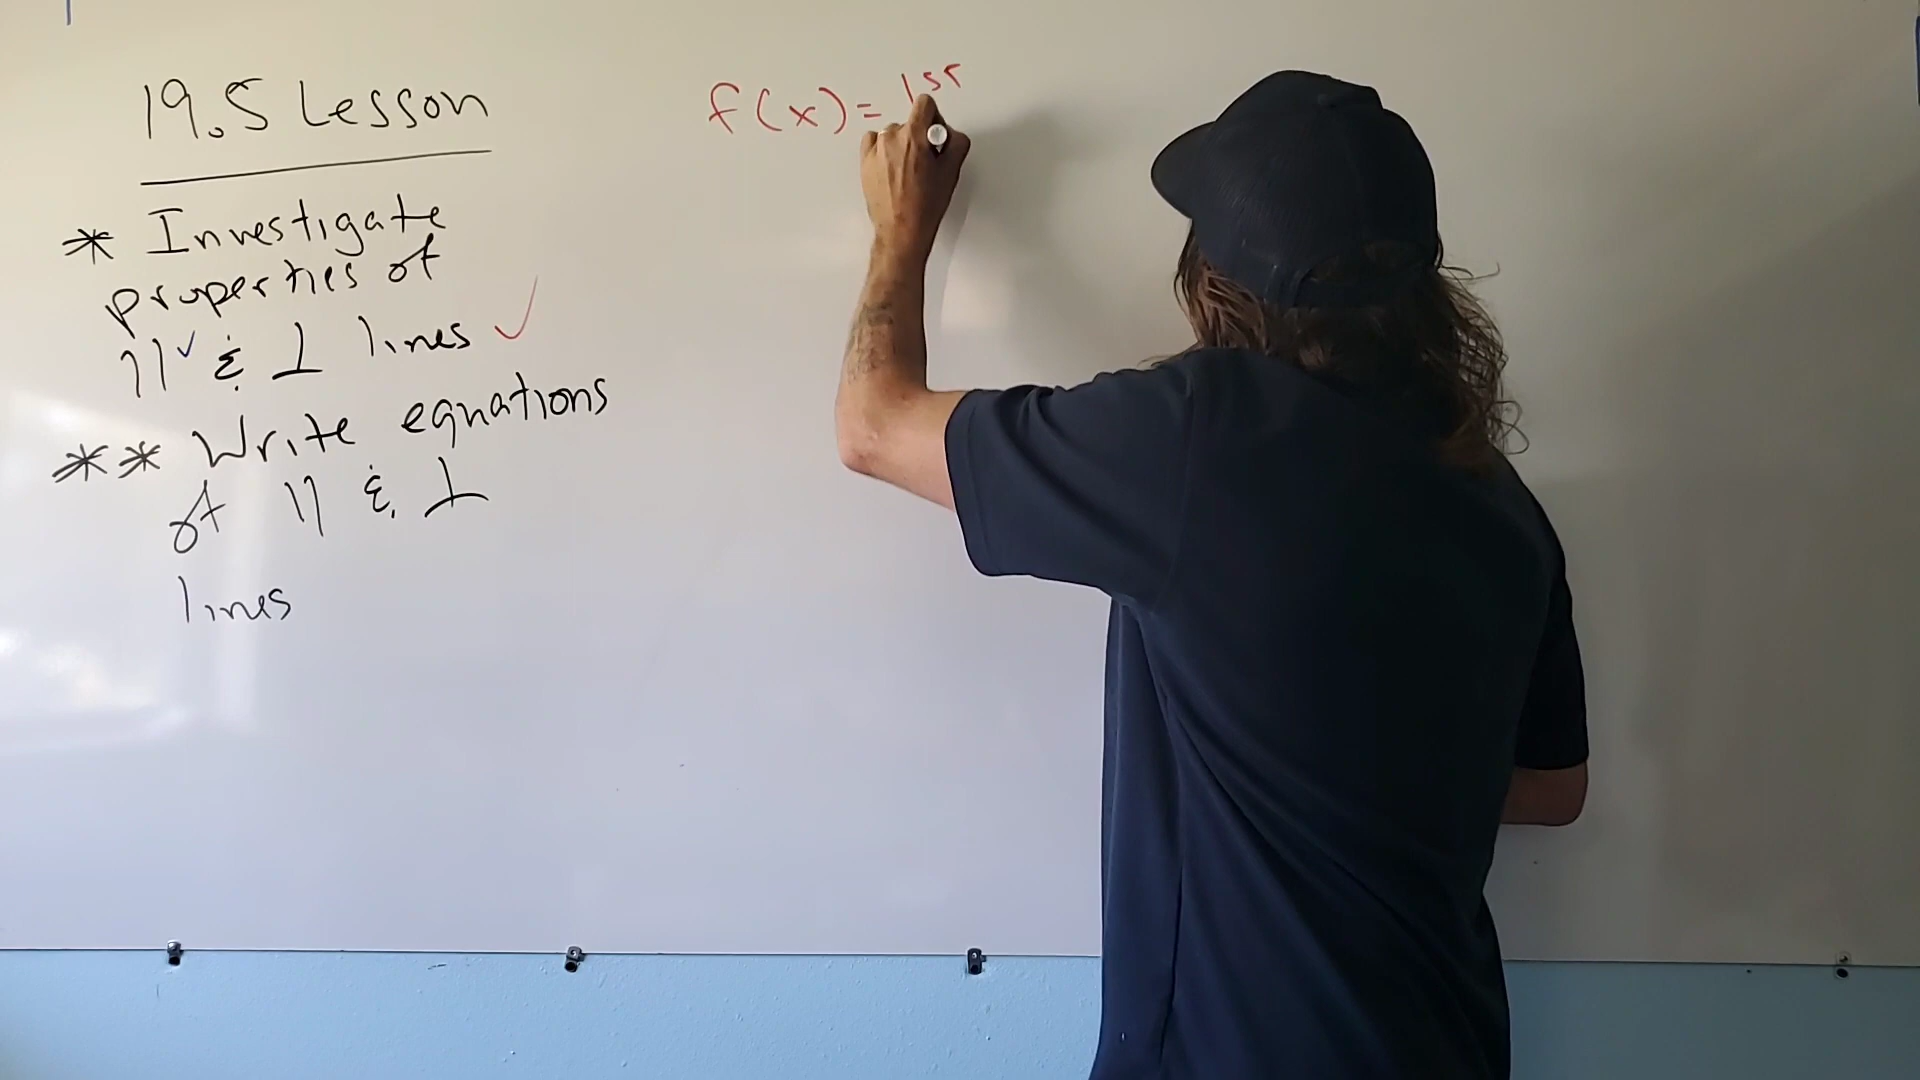 19.5 Lesson
* Investigate
properties of
|| ✓ & ⊥ lines ✓
** Write equations
of || & ⊥
lines
f(x)=